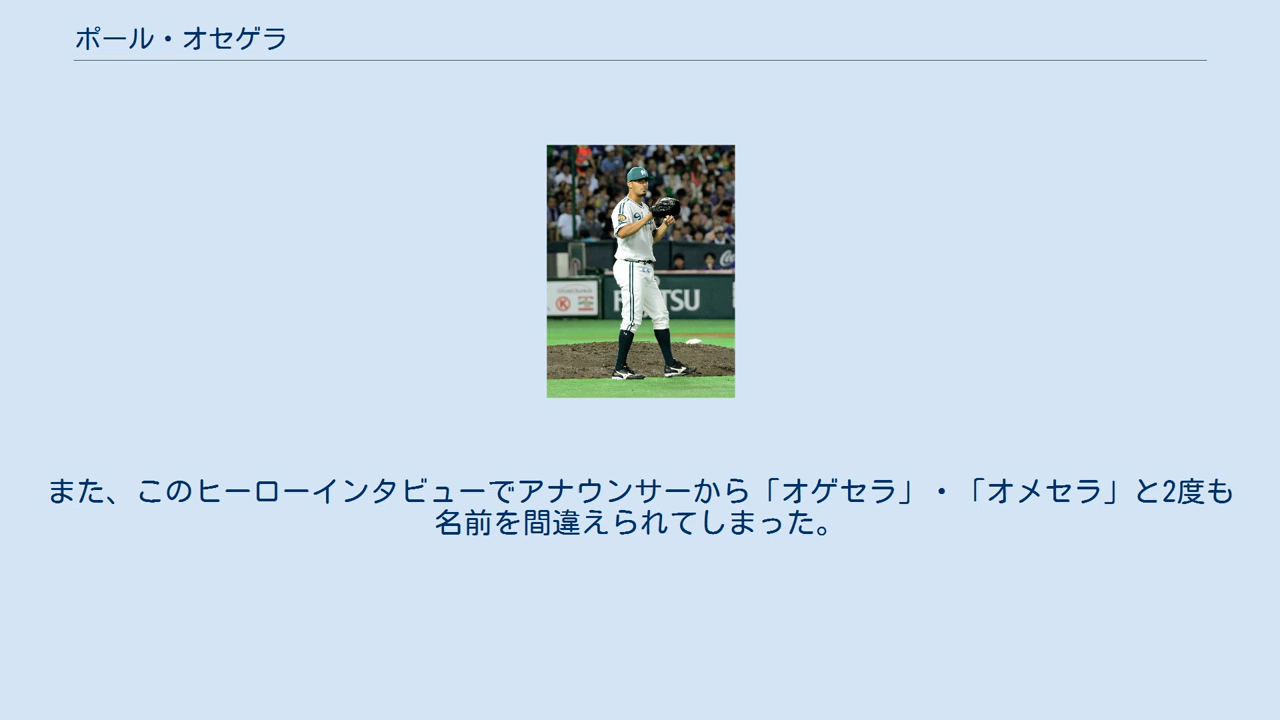 ポール・オセゲラ
また、このヒーローインタビューでアナウンサーから「オゲセラ」・「オメセラ」と2度も
名前を間違えられてしまった。